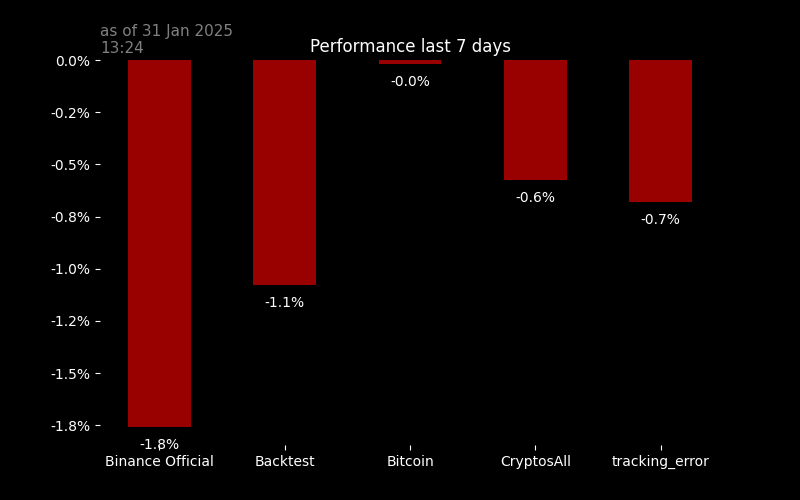 as of 31 Jan 2025
13:24
Performance last 7 days
0.0%
-0.2%
-0.5%
-0.8%
-1.0%
-1.2%
-1.5%
-1.8%
-1.8%
-1.1%
-0.0%
-0.6%
-0.7%
Binance Official
Backtest
Bitcoin
CryptosAll
tracking_error